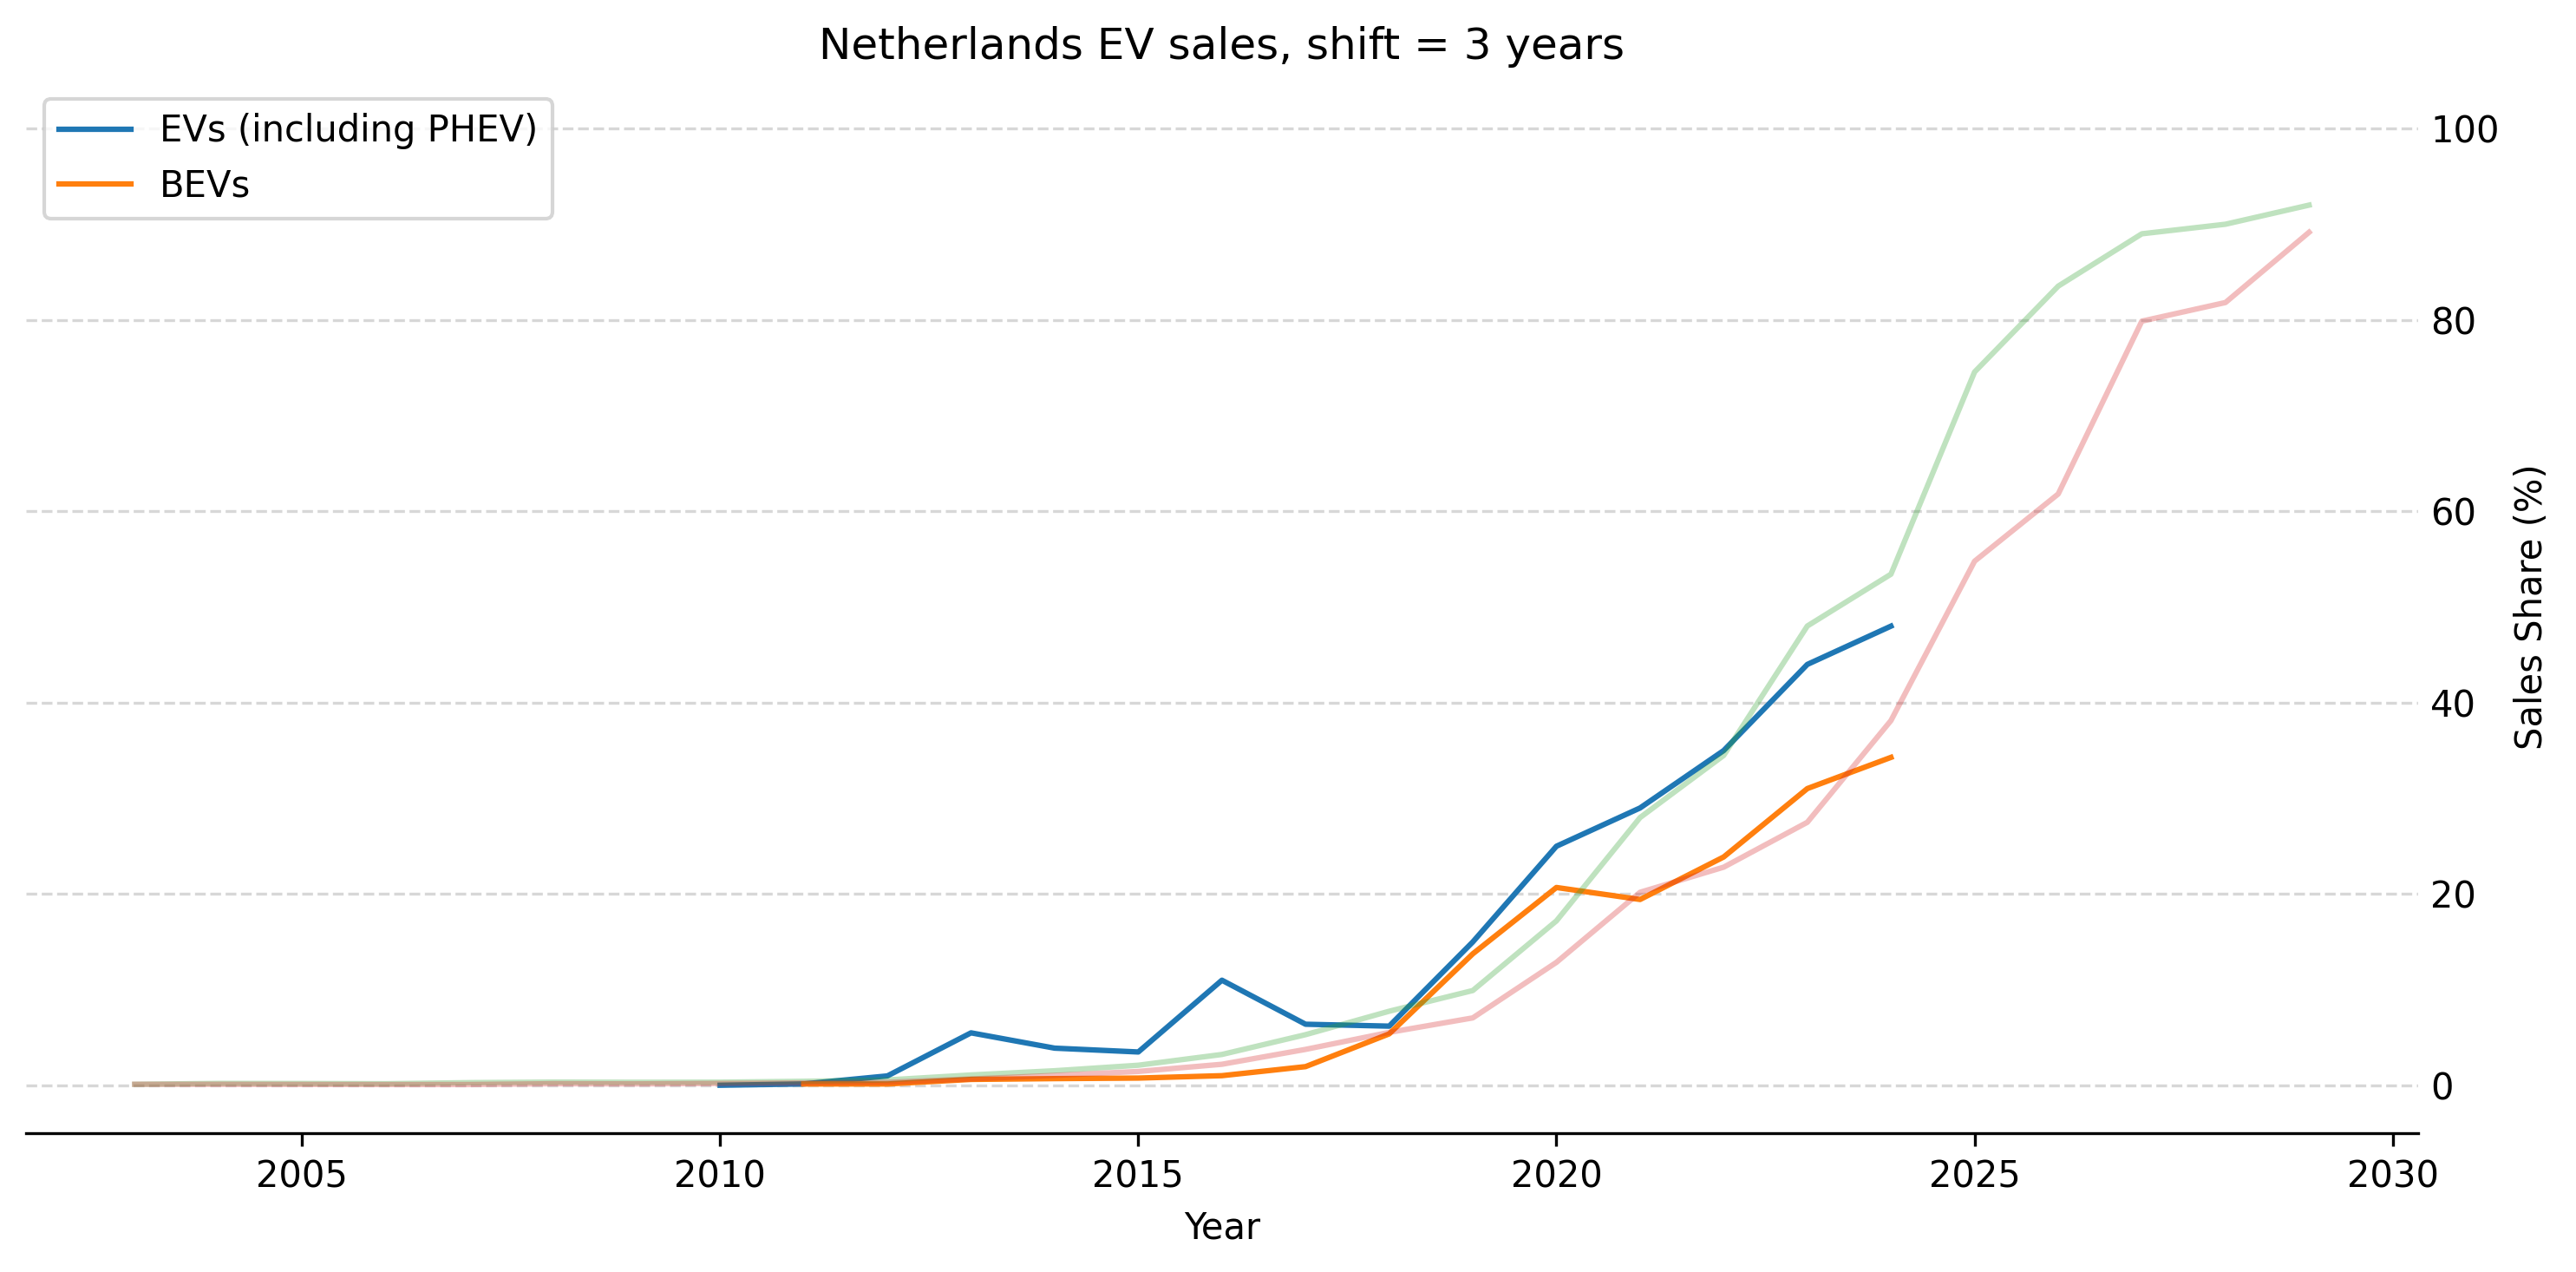 Netherlands EV sales, shift = 3 years
EVs (including PHEV)
BEVs
100
80
60
40
20
0
Sales Share (%)
2005 2010 2015 2020 2025 2030
Year